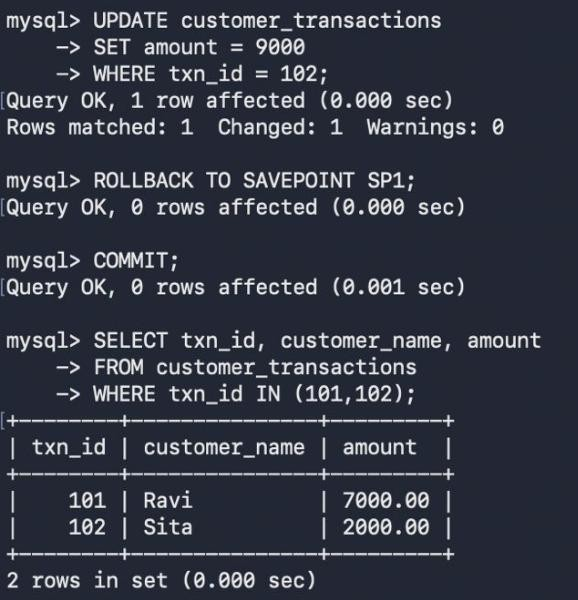 mysql> UPDATE customer_transactions
    -> SET amount = 9000
    -> WHERE txn_id = 102;
[Query OK, 1 row affected (0.000 sec)
Rows matched: 1  Changed: 1  Warnings: 0

mysql> ROLLBACK TO SAVEPOINT SP1;
[Query OK, 0 rows affected (0.000 sec)

mysql> COMMIT;
[Query OK, 0 rows affected (0.001 sec)

mysql> SELECT txn_id, customer_name, amount
    -> FROM customer_transactions
    -> WHERE txn_id IN (101,102);
[+--------+---------------+---------+
| txn_id | customer_name | amount  |
+--------+---------------+---------+
|    101 | Ravi          | 7000.00 |
|    102 | Sita          | 2000.00 |
+--------+---------------+---------+
2 rows in set (0.000 sec)